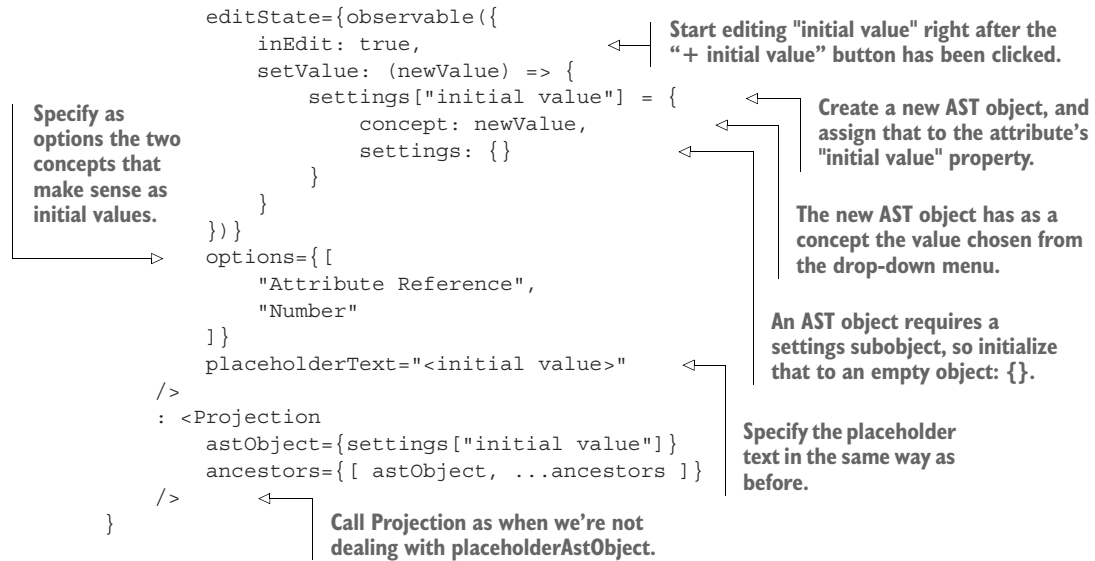 editState={observable({
inEdit: true,
setValue: (newValue) => {
settings["initial value"] = {
concept: newValue,
settings: {}
}
}
})}
options={[
"Attribute Reference",
"Number"
]}
placeholderText="<initial value>"
/>
: <Projection
astObject={settings["initial value"]}
ancestors={[ astObject, ...ancestors ]}
/>
}
Start editing "initial value" right after the
“+ initial value” button has been clicked.
Specify as
options the two
concepts that
make sense as
initial values.
Create a new AST object, and
assign that to the attribute’s
"initial value" property.
The new AST object has as a
concept the value chosen from
the drop-down menu.
An AST object requires a
settings subobject, so initialize
that to an empty object: {}.
Specify the placeholder
text in the same way as
before.
Call Projection as when we’re not
dealing with placeholderAstObject.